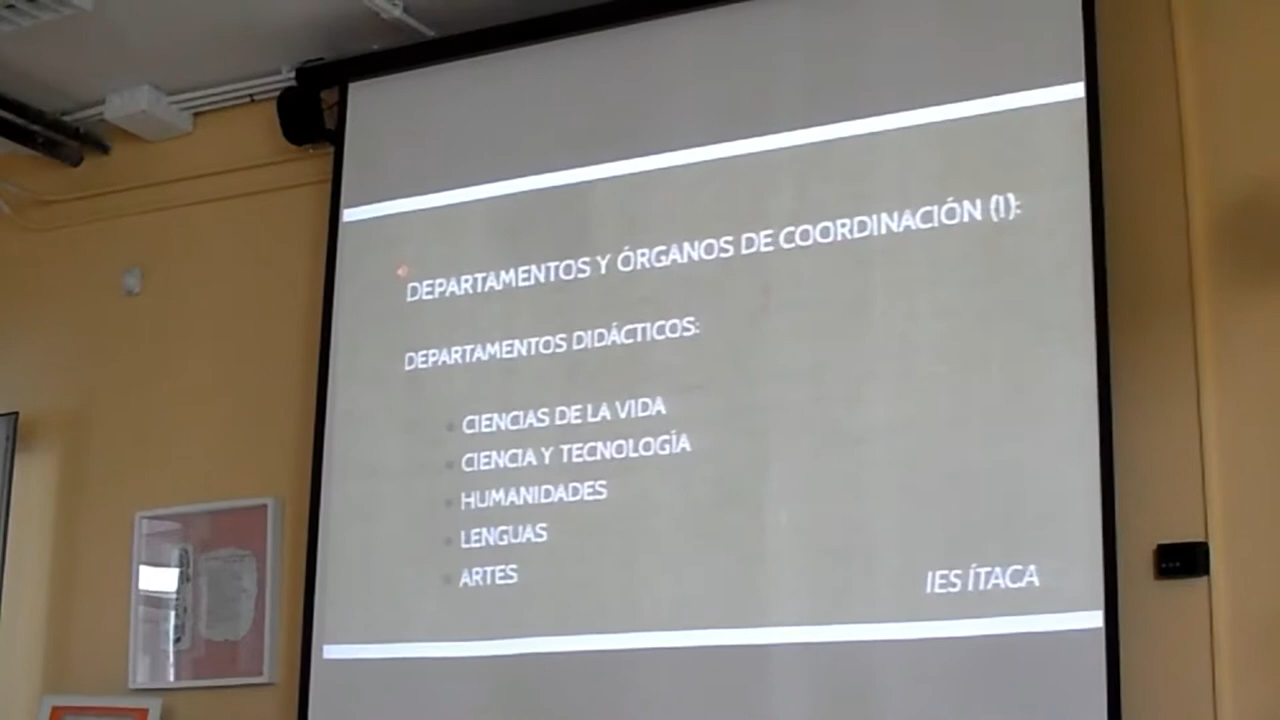 DEPARTAMENTOS Y ÓRGANOS DE COORDINACIÓN (I):
DEPARTAMENTOS DIDÁCTICOS:
CIENCIAS DE LA VIDA
CIENCIA Y TECNOLOGÍA
HUMANIDADES
LENGUAS
ARTES
IES ÍTACA